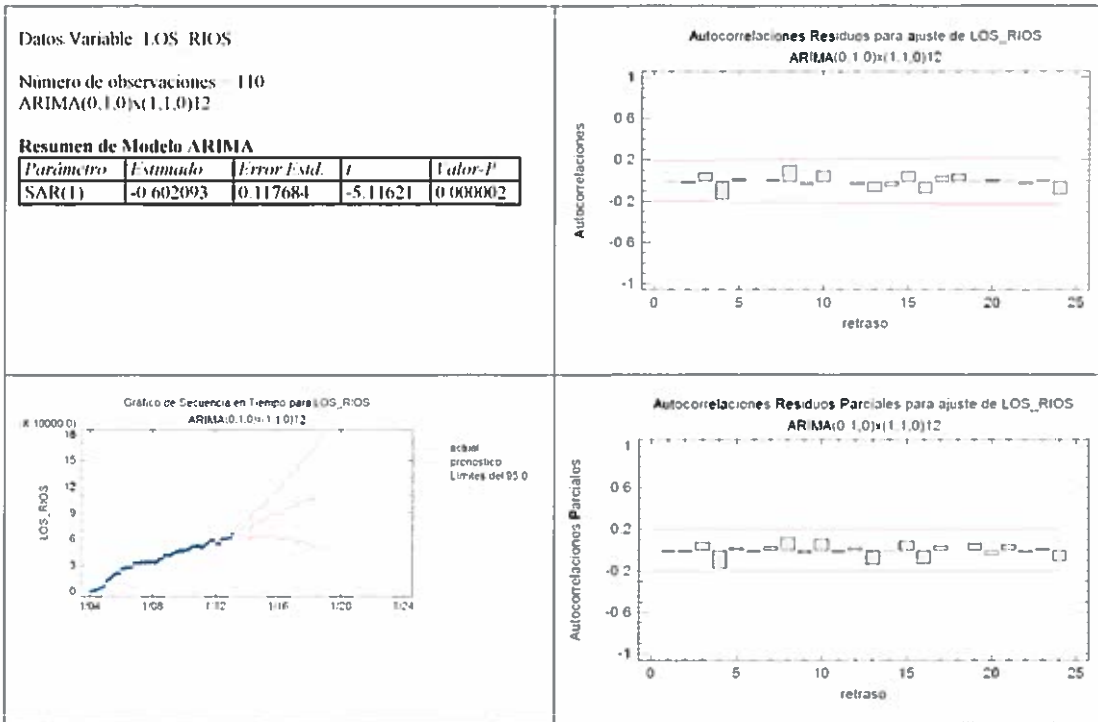 Datos Variable LOS RIOS
Número de observaciones 110
ARIMA(0,1,0)x(1,1,0)12
Resumen de Modelo ARIMA
Parámetro Estimado Error Estd. t Valor-P
SAR(1) -0.602093 0.117684 -5.11621 0.000002
Autocorrelaciones Residuos para ajuste de LOS_RIOS
ARIMA(0,1,0)x(1,1,0)12
Autocorrelaciones
1
0.6
0.2
-0.2
-0.6
-1
0 5 10 15 20 25
retraso
Gráfico de Secuencia en Tiempo para LOS_RIOS
ARIMA(0,1,0)x(1,1,0)12
(X 10000.0)
LOS_RIOS
18
15
12
9
6
3
0
1/04 1/08 1/12 1/16 1/20 1/24
actual
pronóstico
Límites del 95.0
Autocorrelaciones Residuos Parciales para ajuste de LOS_RIOS
ARIMA(0,1,0)x(1,1,0)12
Autocorrelaciones Parciales
1
0.6
0.2
-0.2
-0.6
-1
0 5 10 15 20 25
retraso